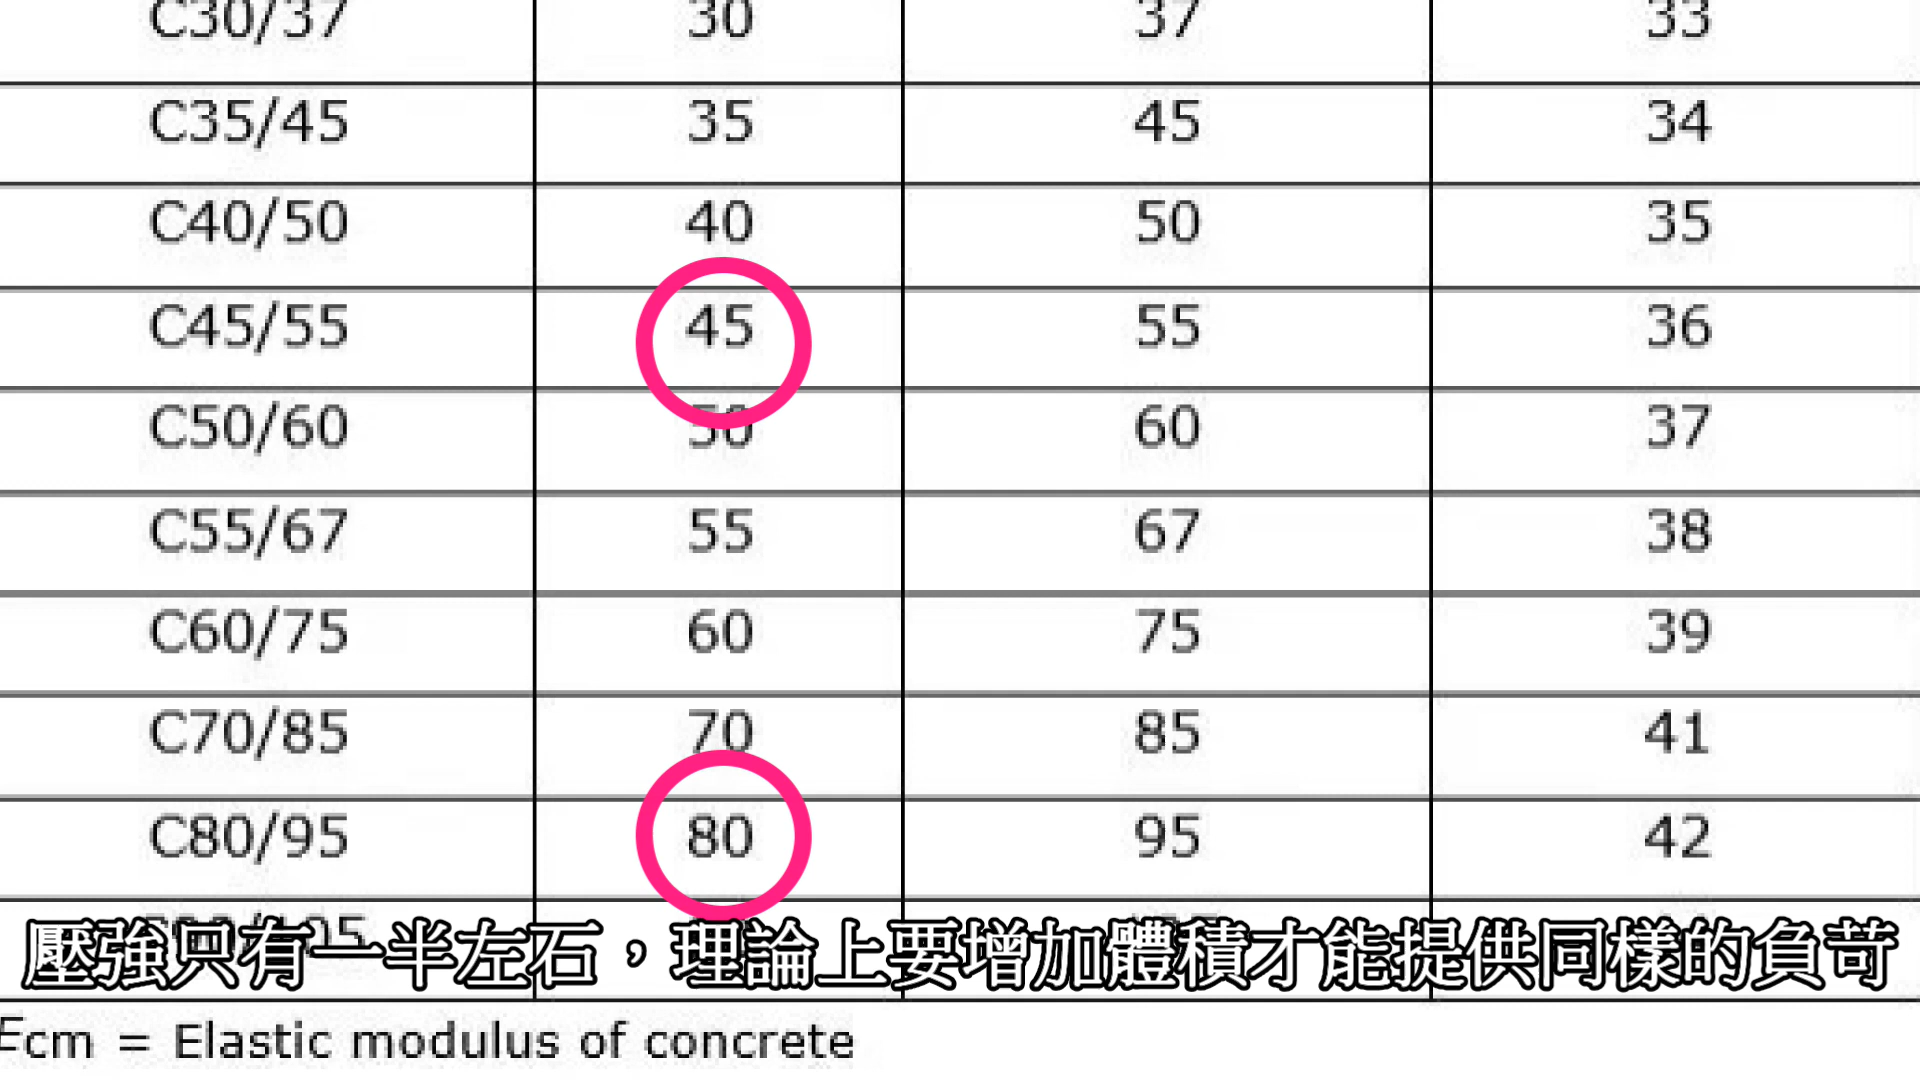 C30/37 30 37 33
C35/45 35 45 34
C40/50 40 50 35
C45/55 45 55 36
C50/60 50 60 37
C55/67 55 67 38
C60/75 60 75 39
C70/85 70 85 41
C80/95 80 95 42
壓強只有一半左右，理論上要增加體積才能提供同樣的負苛
Ecm = Elastic modulus of concrete